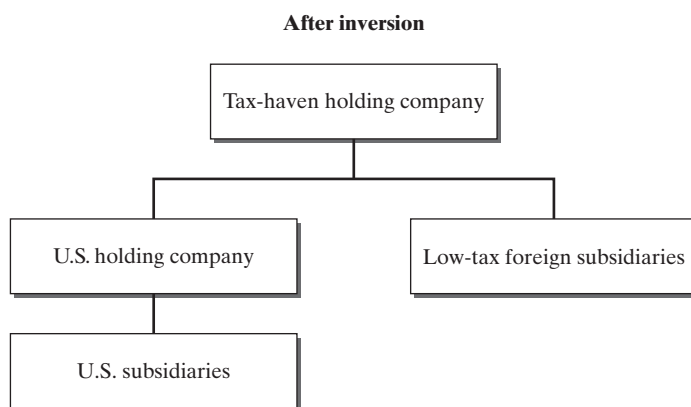 After inversion
Tax-haven holding company
U.S. holding company
Low-tax foreign subsidiaries
U.S. subsidiaries